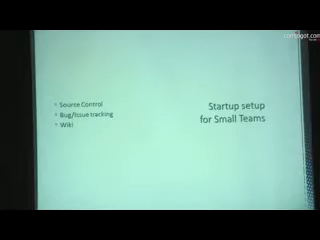 Startup setup
for Small Teams
Source Control
Bug/Issue tracking
Wiki